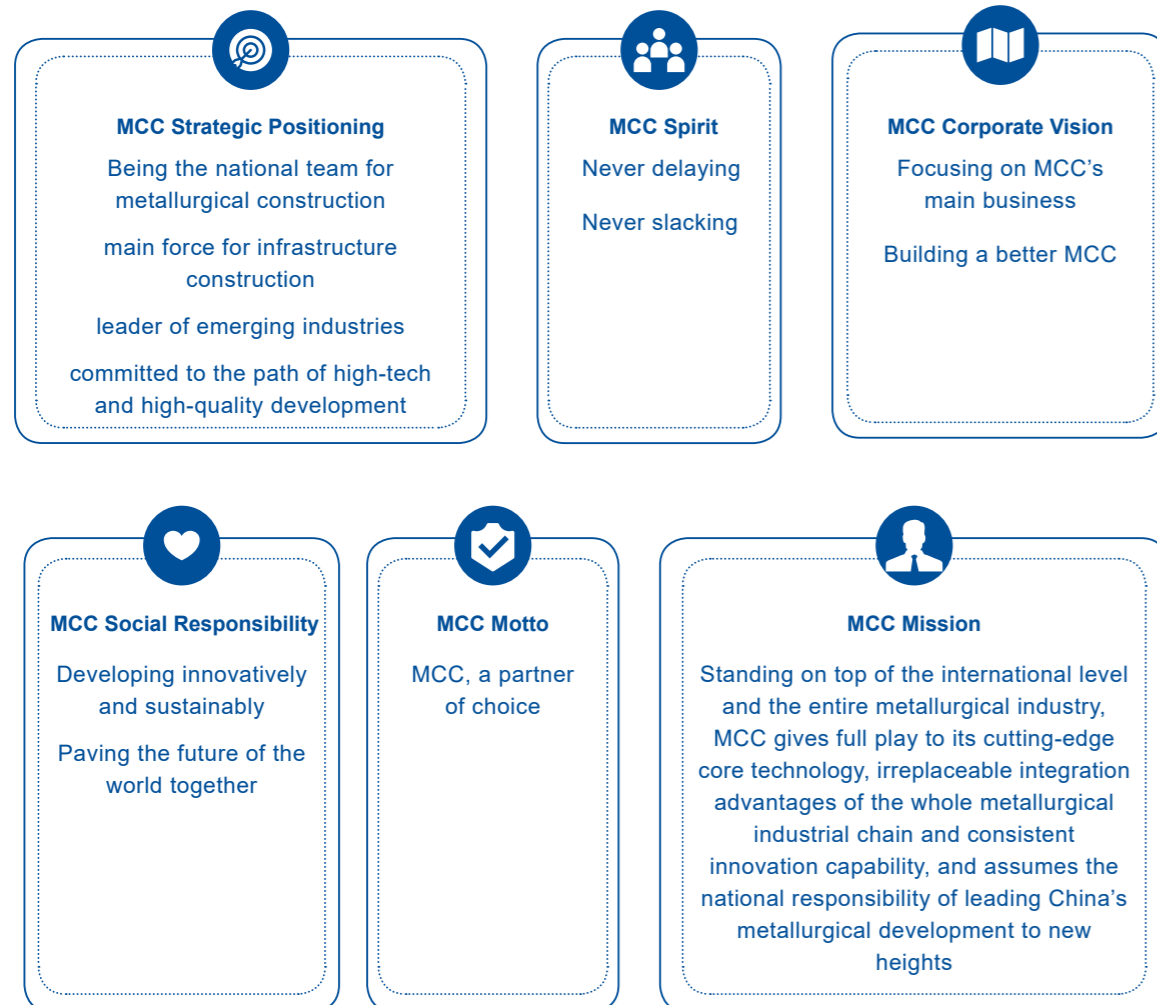 MCC Strategic Positioning
Being the national team for
metallurgical construction
main force for infrastructure
construction
leader of emerging industries
committed to the path of high-tech
and high-quality development
MCC Spirit
Never delaying
Never slacking
MCC Corporate Vision
Focusing on MCC’s
main business
Building a better MCC
MCC Social Responsibility
Developing innovatively
and sustainably
Paving the future of the
world together
MCC Motto
MCC, a partner
of choice
MCC Mission
Standing on top of the international level
and the entire metallurgical industry,
MCC gives full play to its cutting-edge
core technology, irreplaceable integration
advantages of the whole metallurgical
industrial chain and consistent
innovation capability, and assumes the
national responsibility of leading China’s
metallurgical development to new
heights